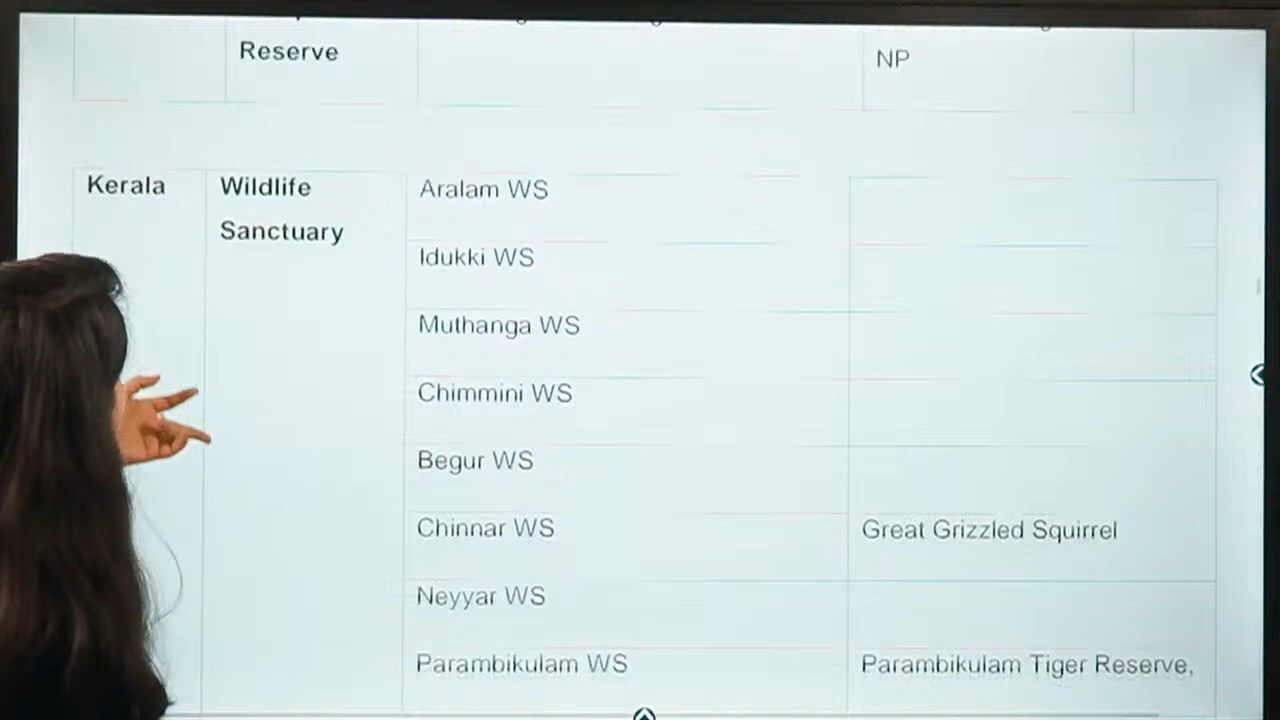 Reserve
NP
Kerala
Wildlife
Sanctuary
Aralam WS
Idukki WS
Muthanga WS
Chimmini WS
Begur WS
Chinnar WS
Great Grizzled Squirrel
Neyyar WS
Parambikulam WS
Parambikulam Tiger Reserve,